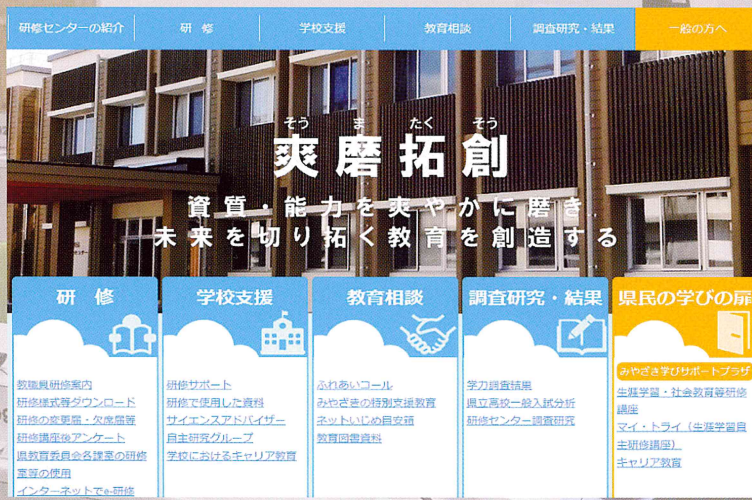 研修センターの紹介
研 修
学校支援
教育相談
調査研究・結果
一般の方へ
そう ま たく そう
爽磨拓創
資質・能力を爽やかに磨き
未来を切り拓く教育を創造する
研 修
教職員研修案内
研修様式等ダウンロード
研修の変更届・欠席届等
研修講座後アンケート
県教育委員会各課室の研修
室等の使用
インターネットでe-研修
学校支援
研修サポート
研修で使用した資料
サイエンスアドバイザー
自主研究グループ
学校におけるキャリア教育
教育相談
ふれあいコール
みやざきの特別支援教育
ネットいじめ目安箱
教育図書資料
調査研究・結果
学力調査結果
県立高校一般入試分析
研修センター調査研究
県民の学びの扉
みやざき学びサポートプラザ
生涯学習・社会教育等研修
講座
マイ・トライ（生涯学習自
主研修講座）
キャリア教育